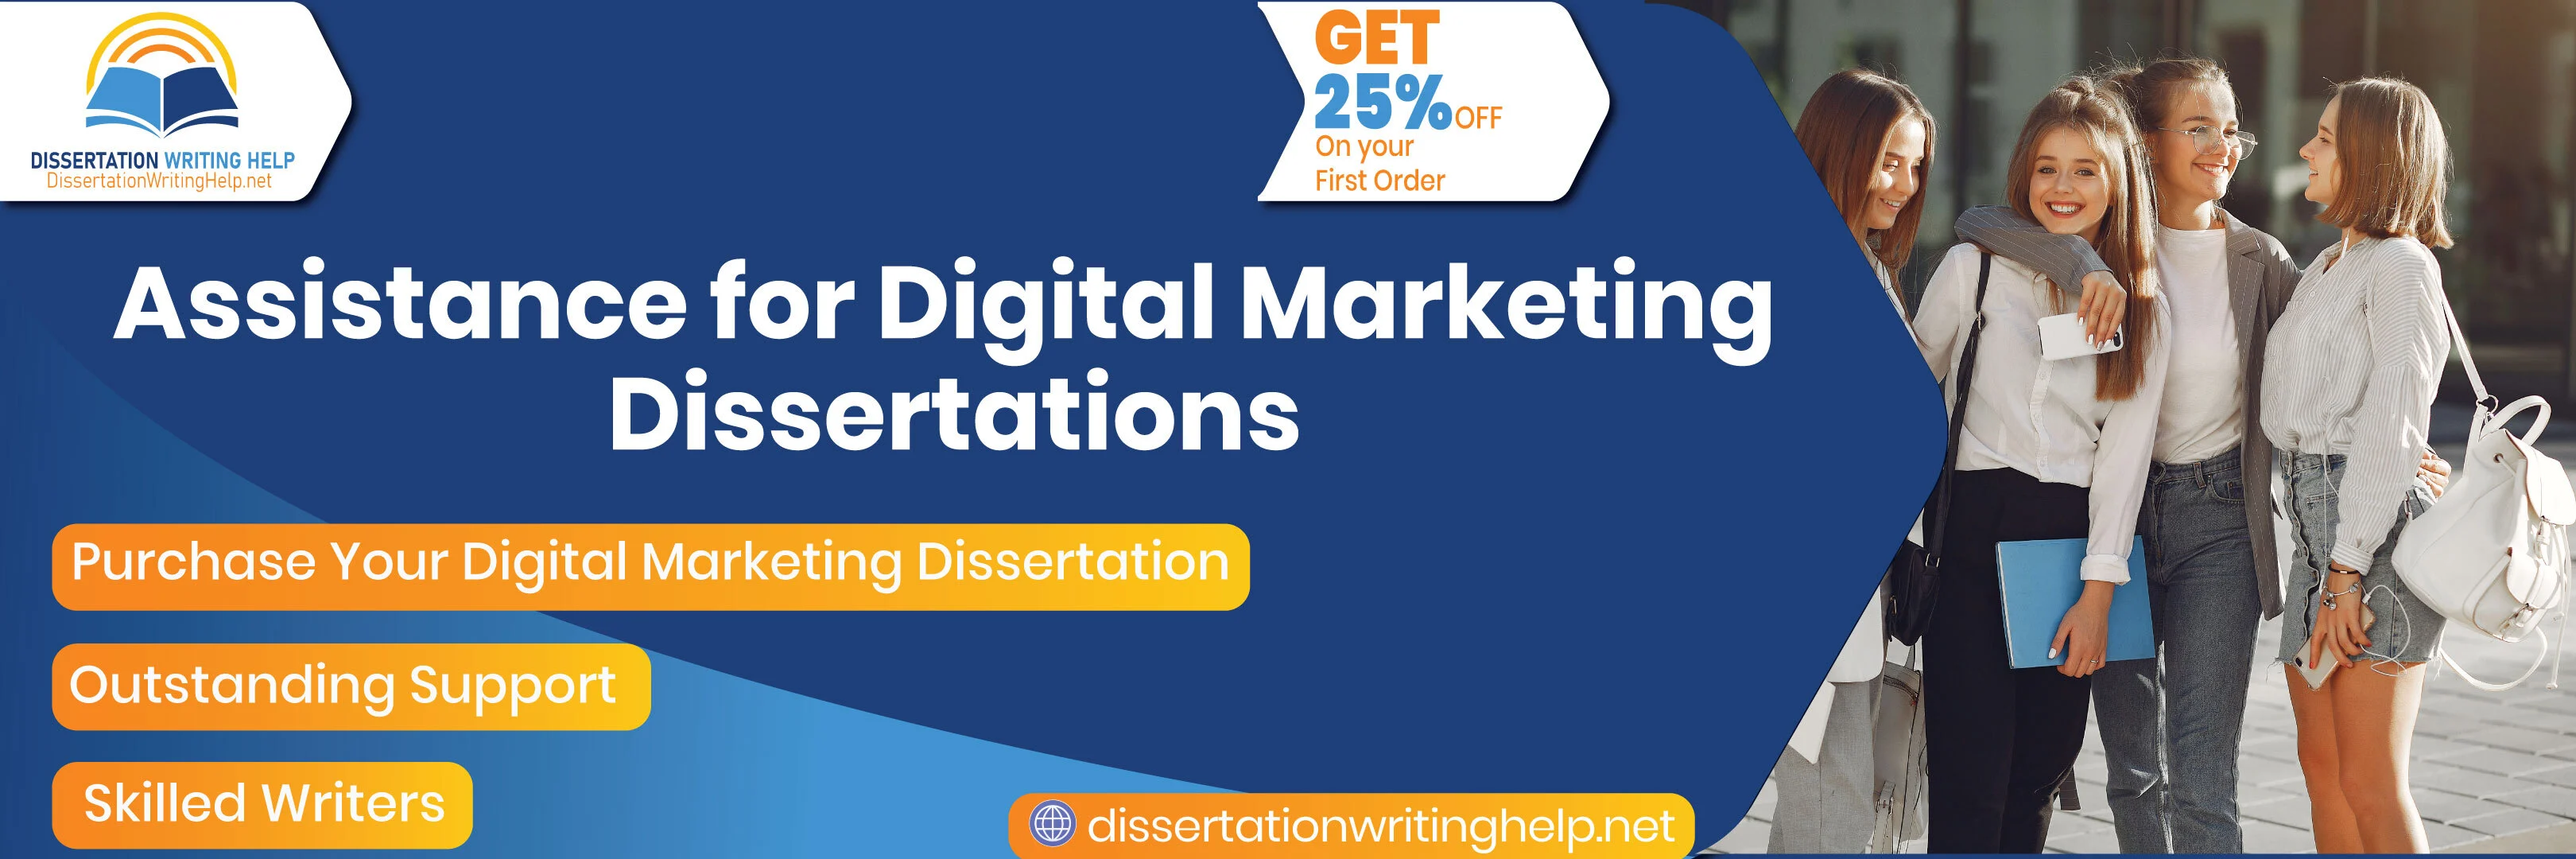 DISSERTATION WRITING HELP
DissertationWritingHelp.net
GET
25% OFF
On your
First Order
Assistance for Digital Marketing
Dissertations
Purchase Your Digital Marketing Dissertation
Outstanding Support
Skilled Writers
dissertationwritinghelp.net